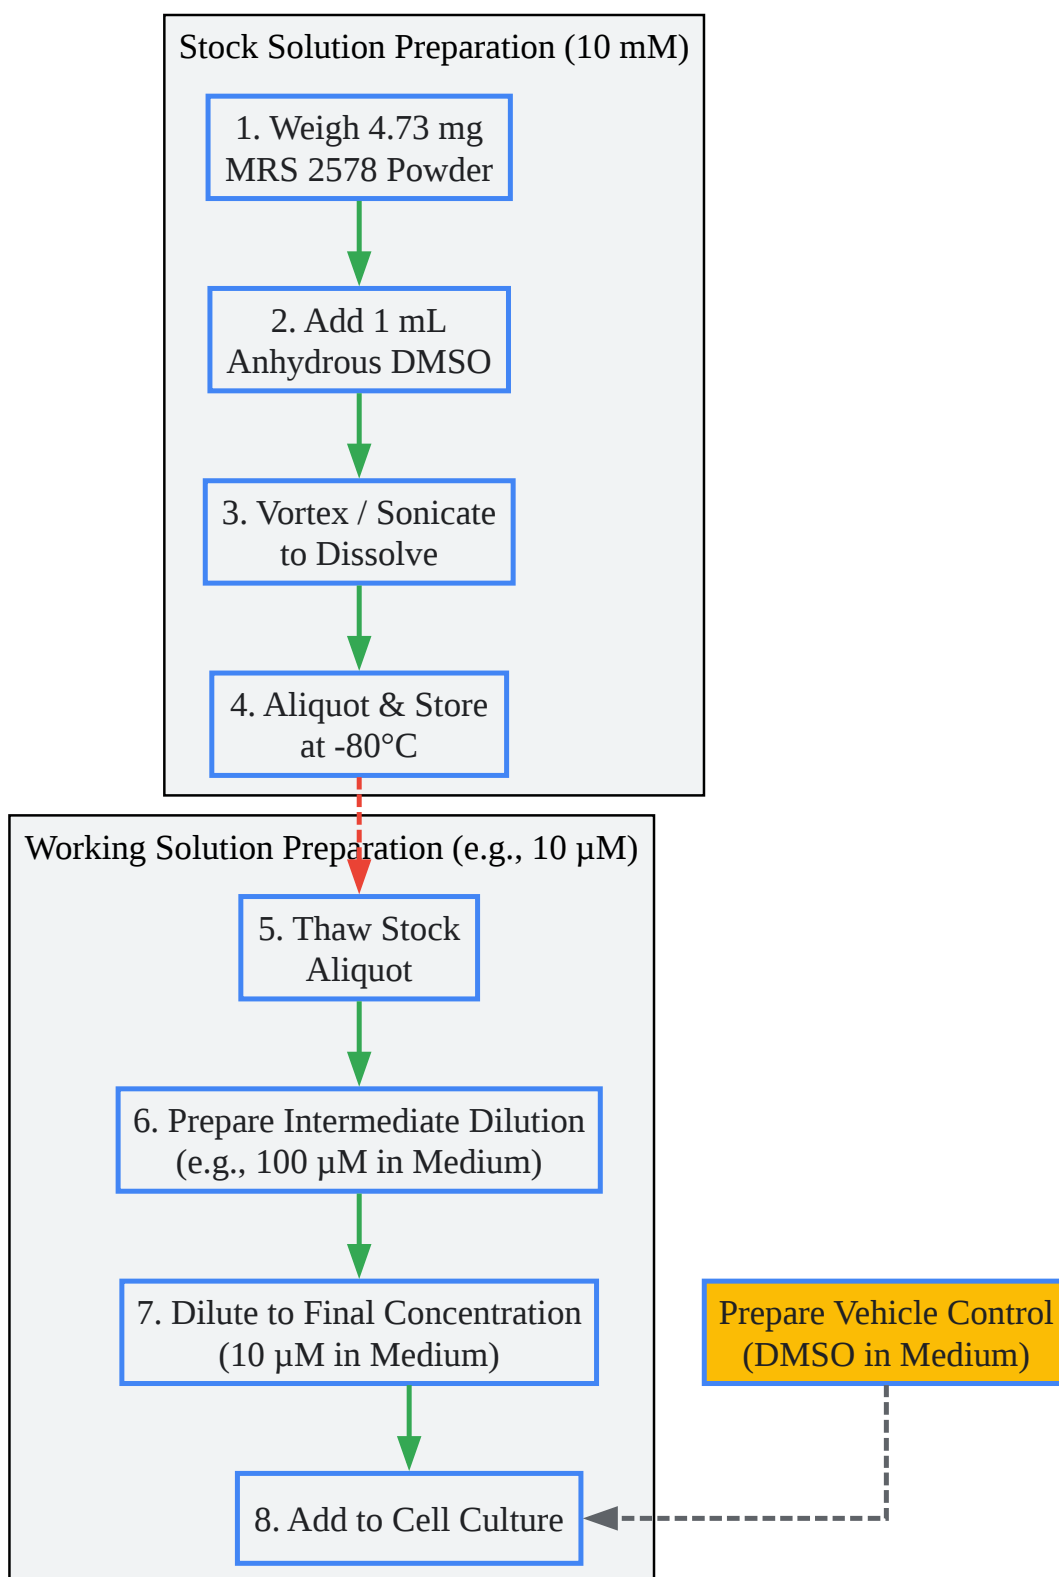 Stock Solution Preparation (10 mM)
1. Weigh 4.73 mg
MRS 2578 Powder
2. Add 1 mL
Anhydrous DMSO
3. Vortex / Sonicate
to Dissolve
4. Aliquot & Store
at -80°C
Working Solution Preparation (e.g., 10 µM)
5. Thaw Stock
Aliquot
6. Prepare Intermediate Dilution
(e.g., 100 µM in Medium)
7. Dilute to Final Concentration
(10 µM in Medium)
Prepare Vehicle Control
(DMSO in Medium)
8. Add to Cell Culture